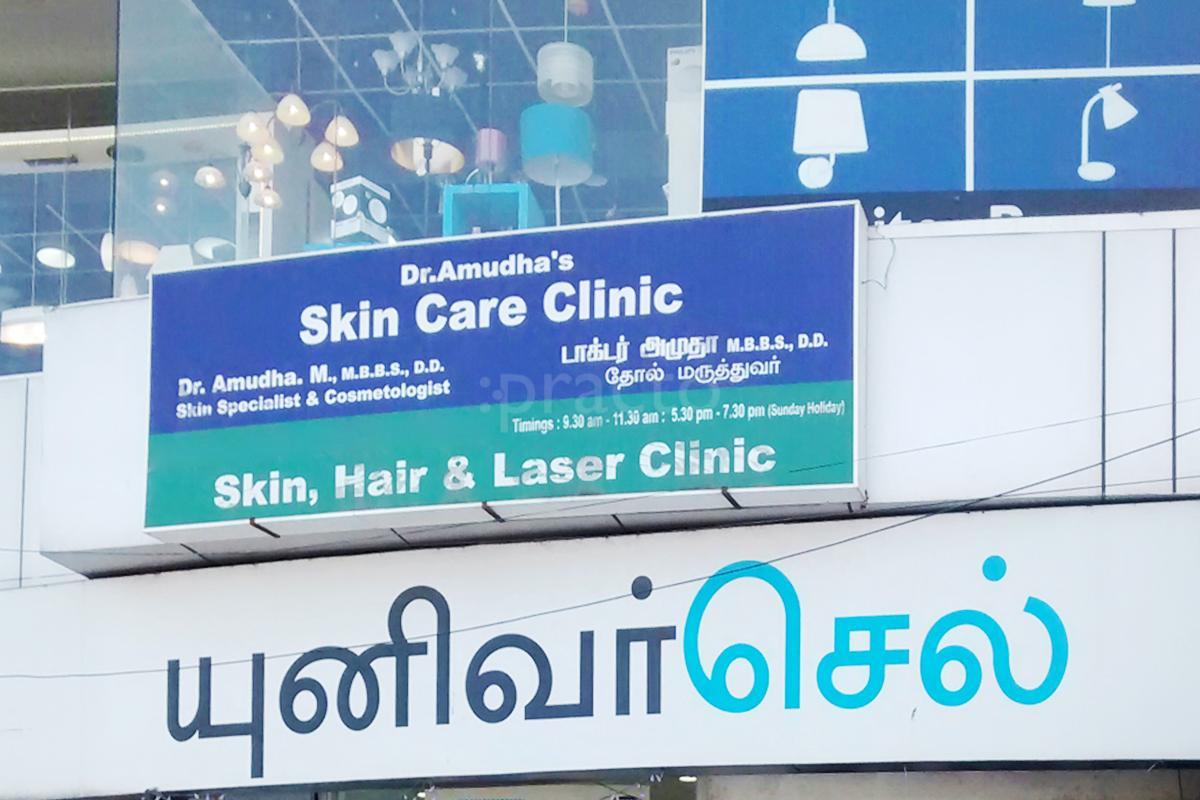 Dr.Amudha's
Skin Care Clinic
Dr. Amudha. M., M.B.B.S., D.D.
Skin Specialist & Cosmetologist
டாக்டர் அமுதா M.B.B.S., D.D.
தோல் மருத்துவர்
:practo
Timings : 9.30 am - 11.30 am : 5.30 pm - 7.30 pm (Sunday Holiday)
Skin, Hair & Laser Clinic
யுனிவர்செல்